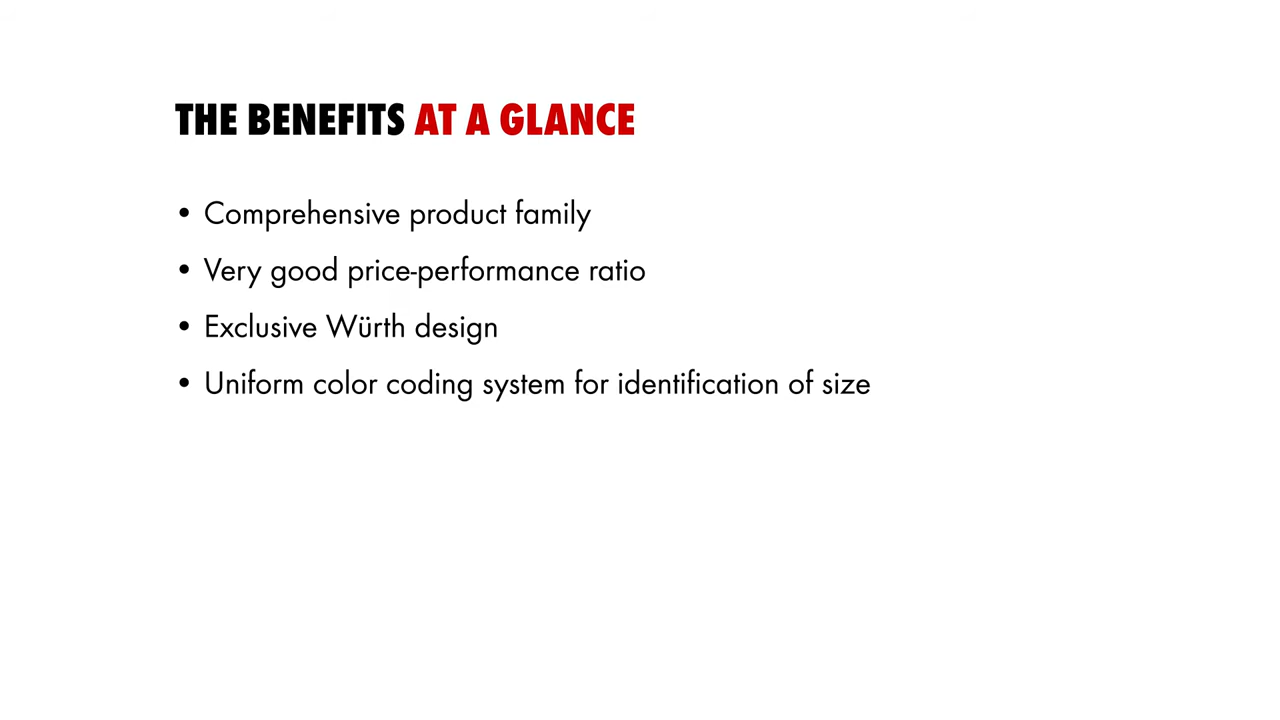 THE BENEFITS AT A GLANCE
• Comprehensive product family
• Very good price-performance ratio
• Exclusive Würth design
• Uniform color coding system for identification of size